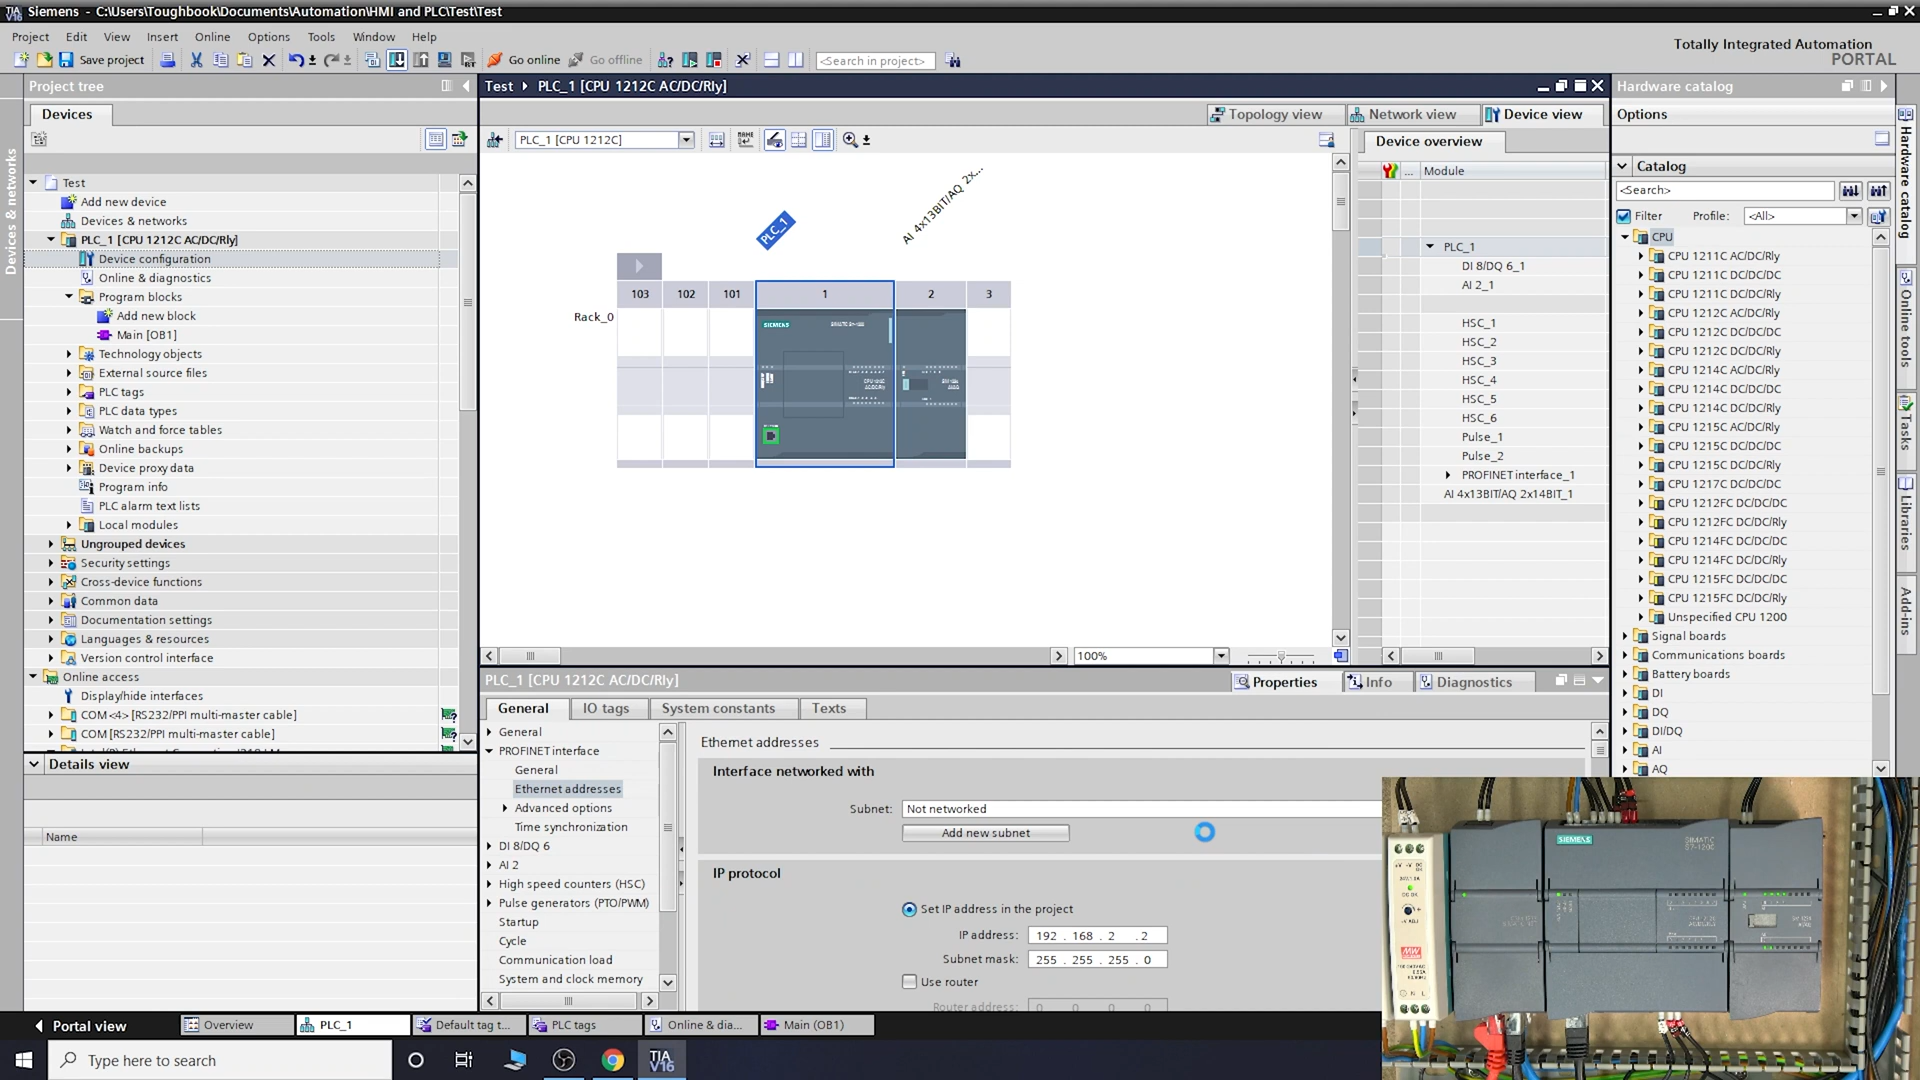 Siemens - C:\Users\Toughbook\Documents\Automation\HMI and PLC\Test\Test
Project Edit View Insert Online Options Tools Window Help
Totally Integrated Automation
PORTAL
Save project
Go online
Go offline
<Search in project>
Project tree
Devices
Devices & networks
Test
Add new device
Devices & networks
PLC_1 [CPU 1212C AC/DC/Rly]
Device configuration
Online & diagnostics
Program blocks
Add new block
Main [OB1]
Technology objects
External source files
PLC tags
PLC data types
Watch and force tables
Online backups
Device proxy data
Program info
PLC alarm text lists
Local modules
Ungrouped devices
Security settings
Cross-device functions
Common data
Documentation settings
Languages & resources
Version control interface
Online access
Display/hide interfaces
COM <4> [RS232/PPI multi-master cable]
COM [RS232/PPI multi-master cable]
Details view
Name
Test PLC_1 [CPU 1212C AC/DC/Rly]
Topology view
Network view
Device view
PLC_1 [CPU 1212C]
PLC_1
AI 4x13BIT/AQ 2x...
103 102 101 1 2 3
Rack_0
SIEMENS
100%
Device overview
... Module
PLC_1
DI 8/DQ 6_1
AI 2_1
HSC_1
HSC_2
HSC_3
HSC_4
HSC_5
HSC_6
Pulse_1
Pulse_2
PROFINET interface_1
AI 4x13BIT/AQ 2x14BIT_1
PLC_1 [CPU 1212C AC/DC/Rly]
Properties
Info
Diagnostics
General
IO tags
System constants
Texts
General
PROFINET interface
General
Ethernet addresses
Advanced options
Time synchronization
DI 8/DQ 6
AI 2
High speed counters (HSC)
Pulse generators (PTO/PWM)
Startup
Cycle
Communication load
System and clock memory
Ethernet addresses
Interface networked with
Subnet: Not networked
Add new subnet
IP protocol
Set IP address in the project
IP address: 192 . 168 . 2 . 2
Subnet mask: 255 . 255 . 255 . 0
Use router
Router address: 0 0 0 0
Hardware catalog
Options
Catalog
<Search>
Filter Profile: <All>
CPU
CPU 1211C AC/DC/Rly
CPU 1211C DC/DC/DC
CPU 1211C DC/DC/Rly
CPU 1212C AC/DC/Rly
CPU 1212C DC/DC/DC
CPU 1212C DC/DC/Rly
CPU 1214C AC/DC/Rly
CPU 1214C DC/DC/DC
CPU 1214C DC/DC/Rly
CPU 1215C AC/DC/Rly
CPU 1215C DC/DC/DC
CPU 1215C DC/DC/Rly
CPU 1217C DC/DC/DC
CPU 1212FC DC/DC/DC
CPU 1212FC DC/DC/Rly
CPU 1214FC DC/DC/DC
CPU 1214FC DC/DC/Rly
CPU 1215FC DC/DC/DC
CPU 1215FC DC/DC/Rly
Unspecified CPU 1200
Signal boards
Communications boards
Battery boards
DI
DQ
DI/DQ
AI
AQ
Hardware catalog
Online tools
Tasks
Libraries
Add-ins
SIEMENS
SIMATIC
S7-1200
MW
Portal view
Overview
PLC_1
Default tag t...
PLC tags
Online & dia...
Main (OB1)
Type here to search
TIA
V16